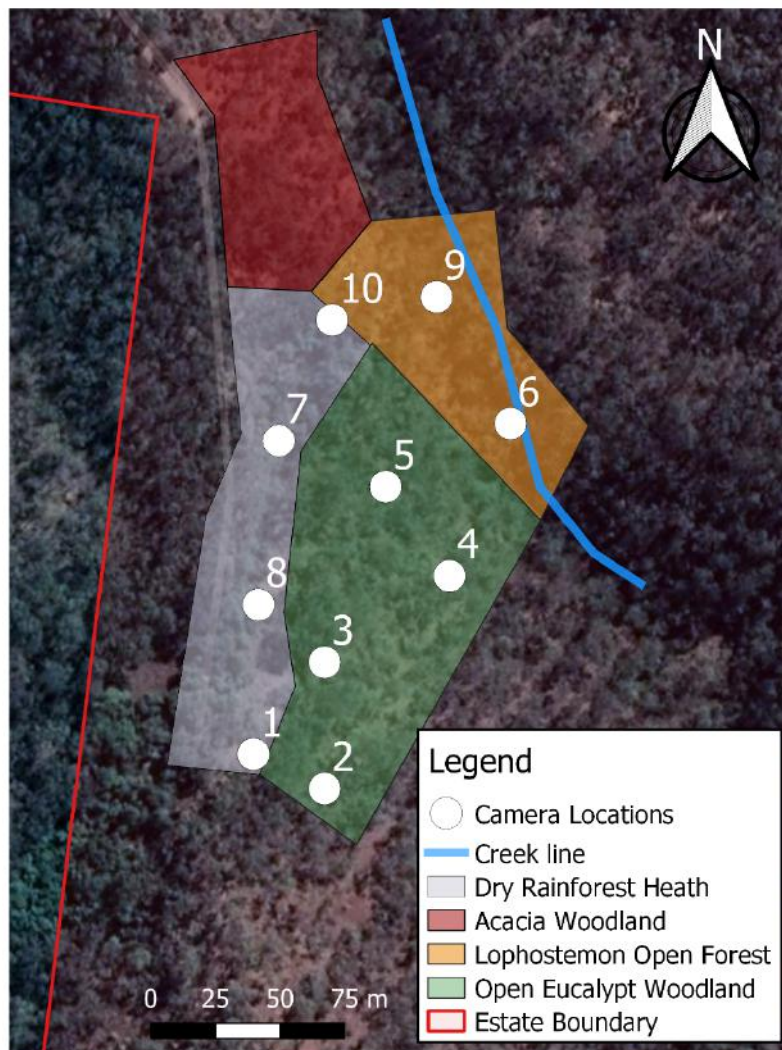 N
9
10
6
7
5
4
8
3
1
2
Legend
Camera Locations
Creek line
Dry Rainforest Heath
Acacia Woodland
Lophostemon Open Forest
Open Eucalypt Woodland
Estate Boundary
0 25 50 75 m